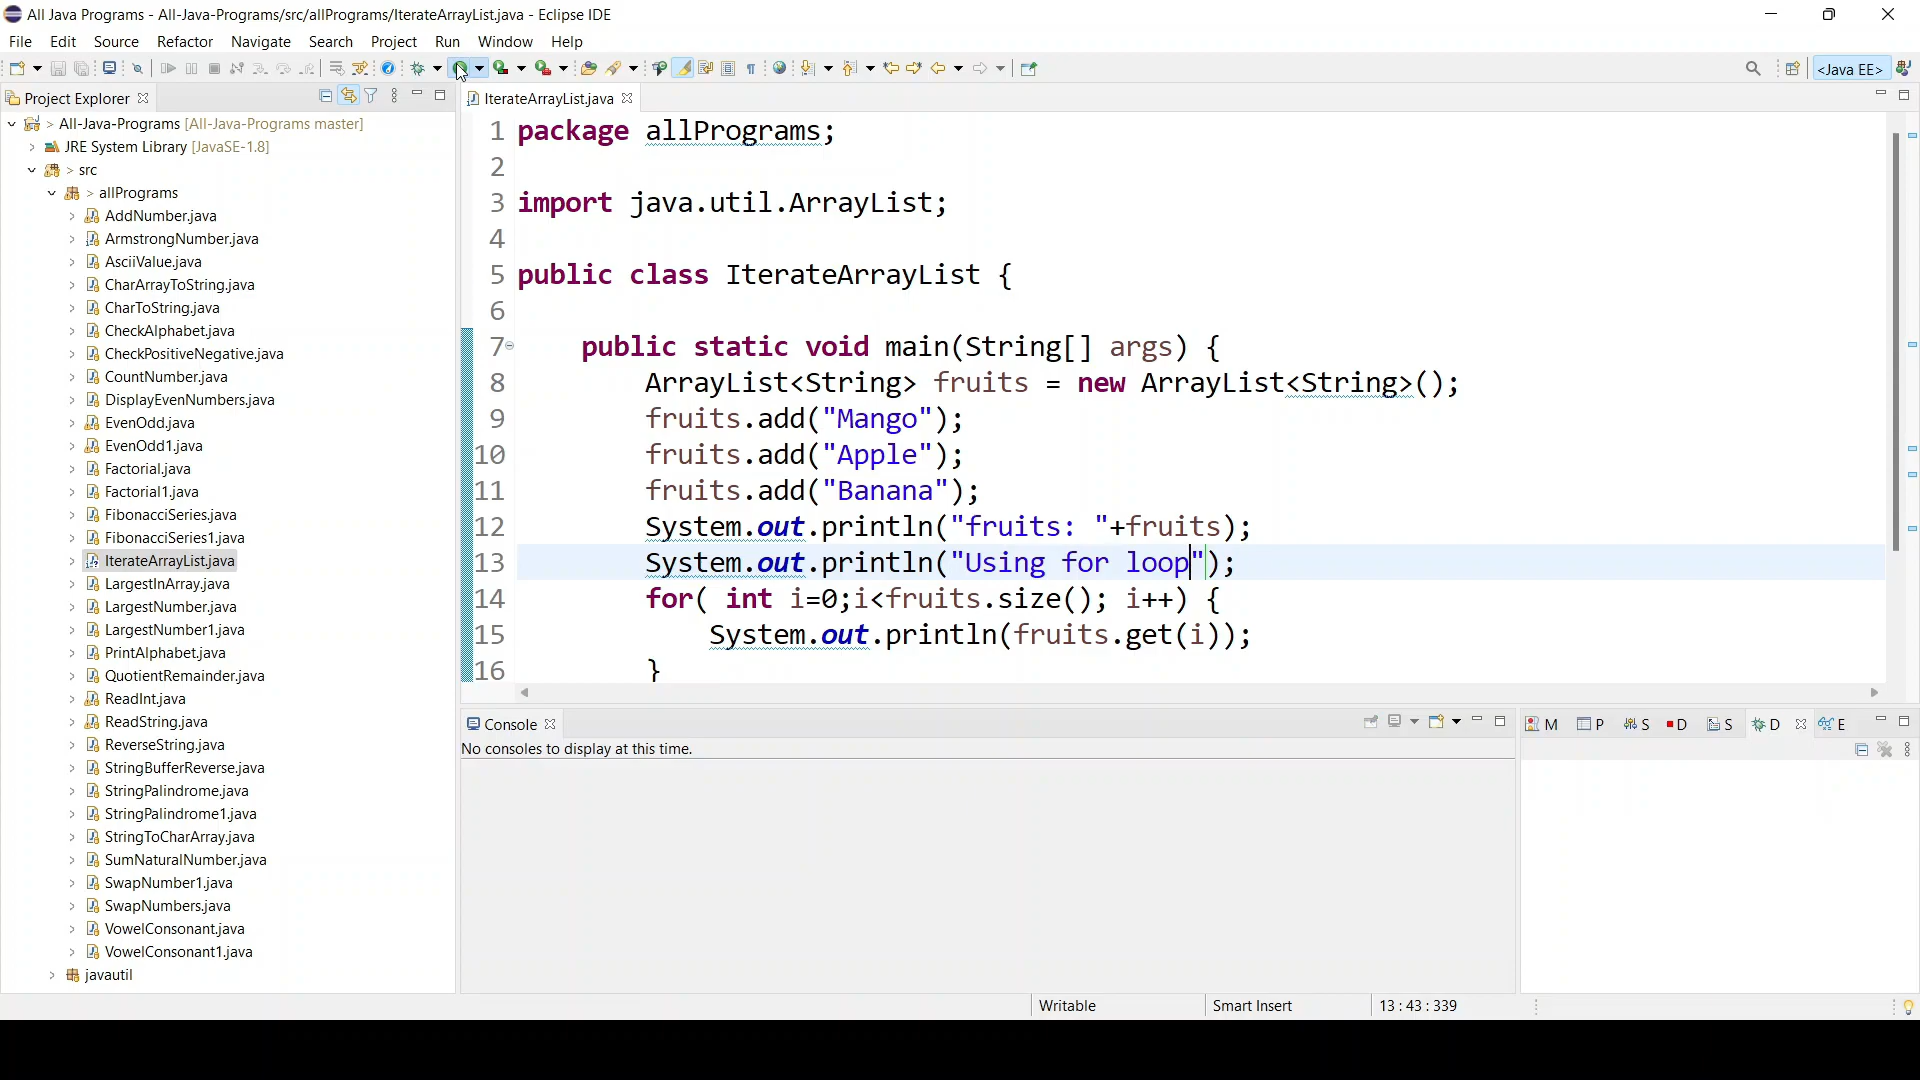 All Java Programs - All-Java-Programs/src/allPrograms/IterateArrayList.java - Eclipse IDE
File Edit Source Refactor Navigate Search Project Run Window Help
<Java EE>
Project Explorer
IterateArrayList.java
> All-Java-Programs [All-Java-Programs master]
JRE System Library [JavaSE-1.8]
> src
> allPrograms
AddNumber.java
ArmstrongNumber.java
AsciiValue.java
CharArrayToString.java
CharToString.java
CheckAlphabet.java
CheckPositiveNegative.java
CountNumber.java
DisplayEvenNumbers.java
EvenOdd.java
EvenOdd1.java
Factorial.java
Factorial1.java
FibonacciSeries.java
FibonacciSeries1.java
IterateArrayList.java
LargestInArray.java
LargestNumber.java
LargestNumber1.java
PrintAlphabet.java
QuotientRemainder.java
ReadInt.java
ReadString.java
ReverseString.java
StringBufferReverse.java
StringPalindrome.java
StringPalindrome1.java
StringToCharArray.java
SumNaturalNumber.java
SwapNumber1.java
SwapNumbers.java
VowelConsonant.java
VowelConsonant1.java
javautil
1 package allPrograms;
2
3 import java.util.ArrayList;
4
5 public class IterateArrayList {
6
7 public static void main(String[] args) {
8 ArrayList<String> fruits = new ArrayList<String>();
9 fruits.add("Mango");
10 fruits.add("Apple");
11 fruits.add("Banana");
12 System.out.println("fruits: "+fruits);
13 System.out.println("Using for loop");
14 for( int i=0;i<fruits.size(); i++) {
15 System.out.println(fruits.get(i));
16 }
Console
M P S D S D E
No consoles to display at this time.
Writable Smart Insert 13 : 43 : 339